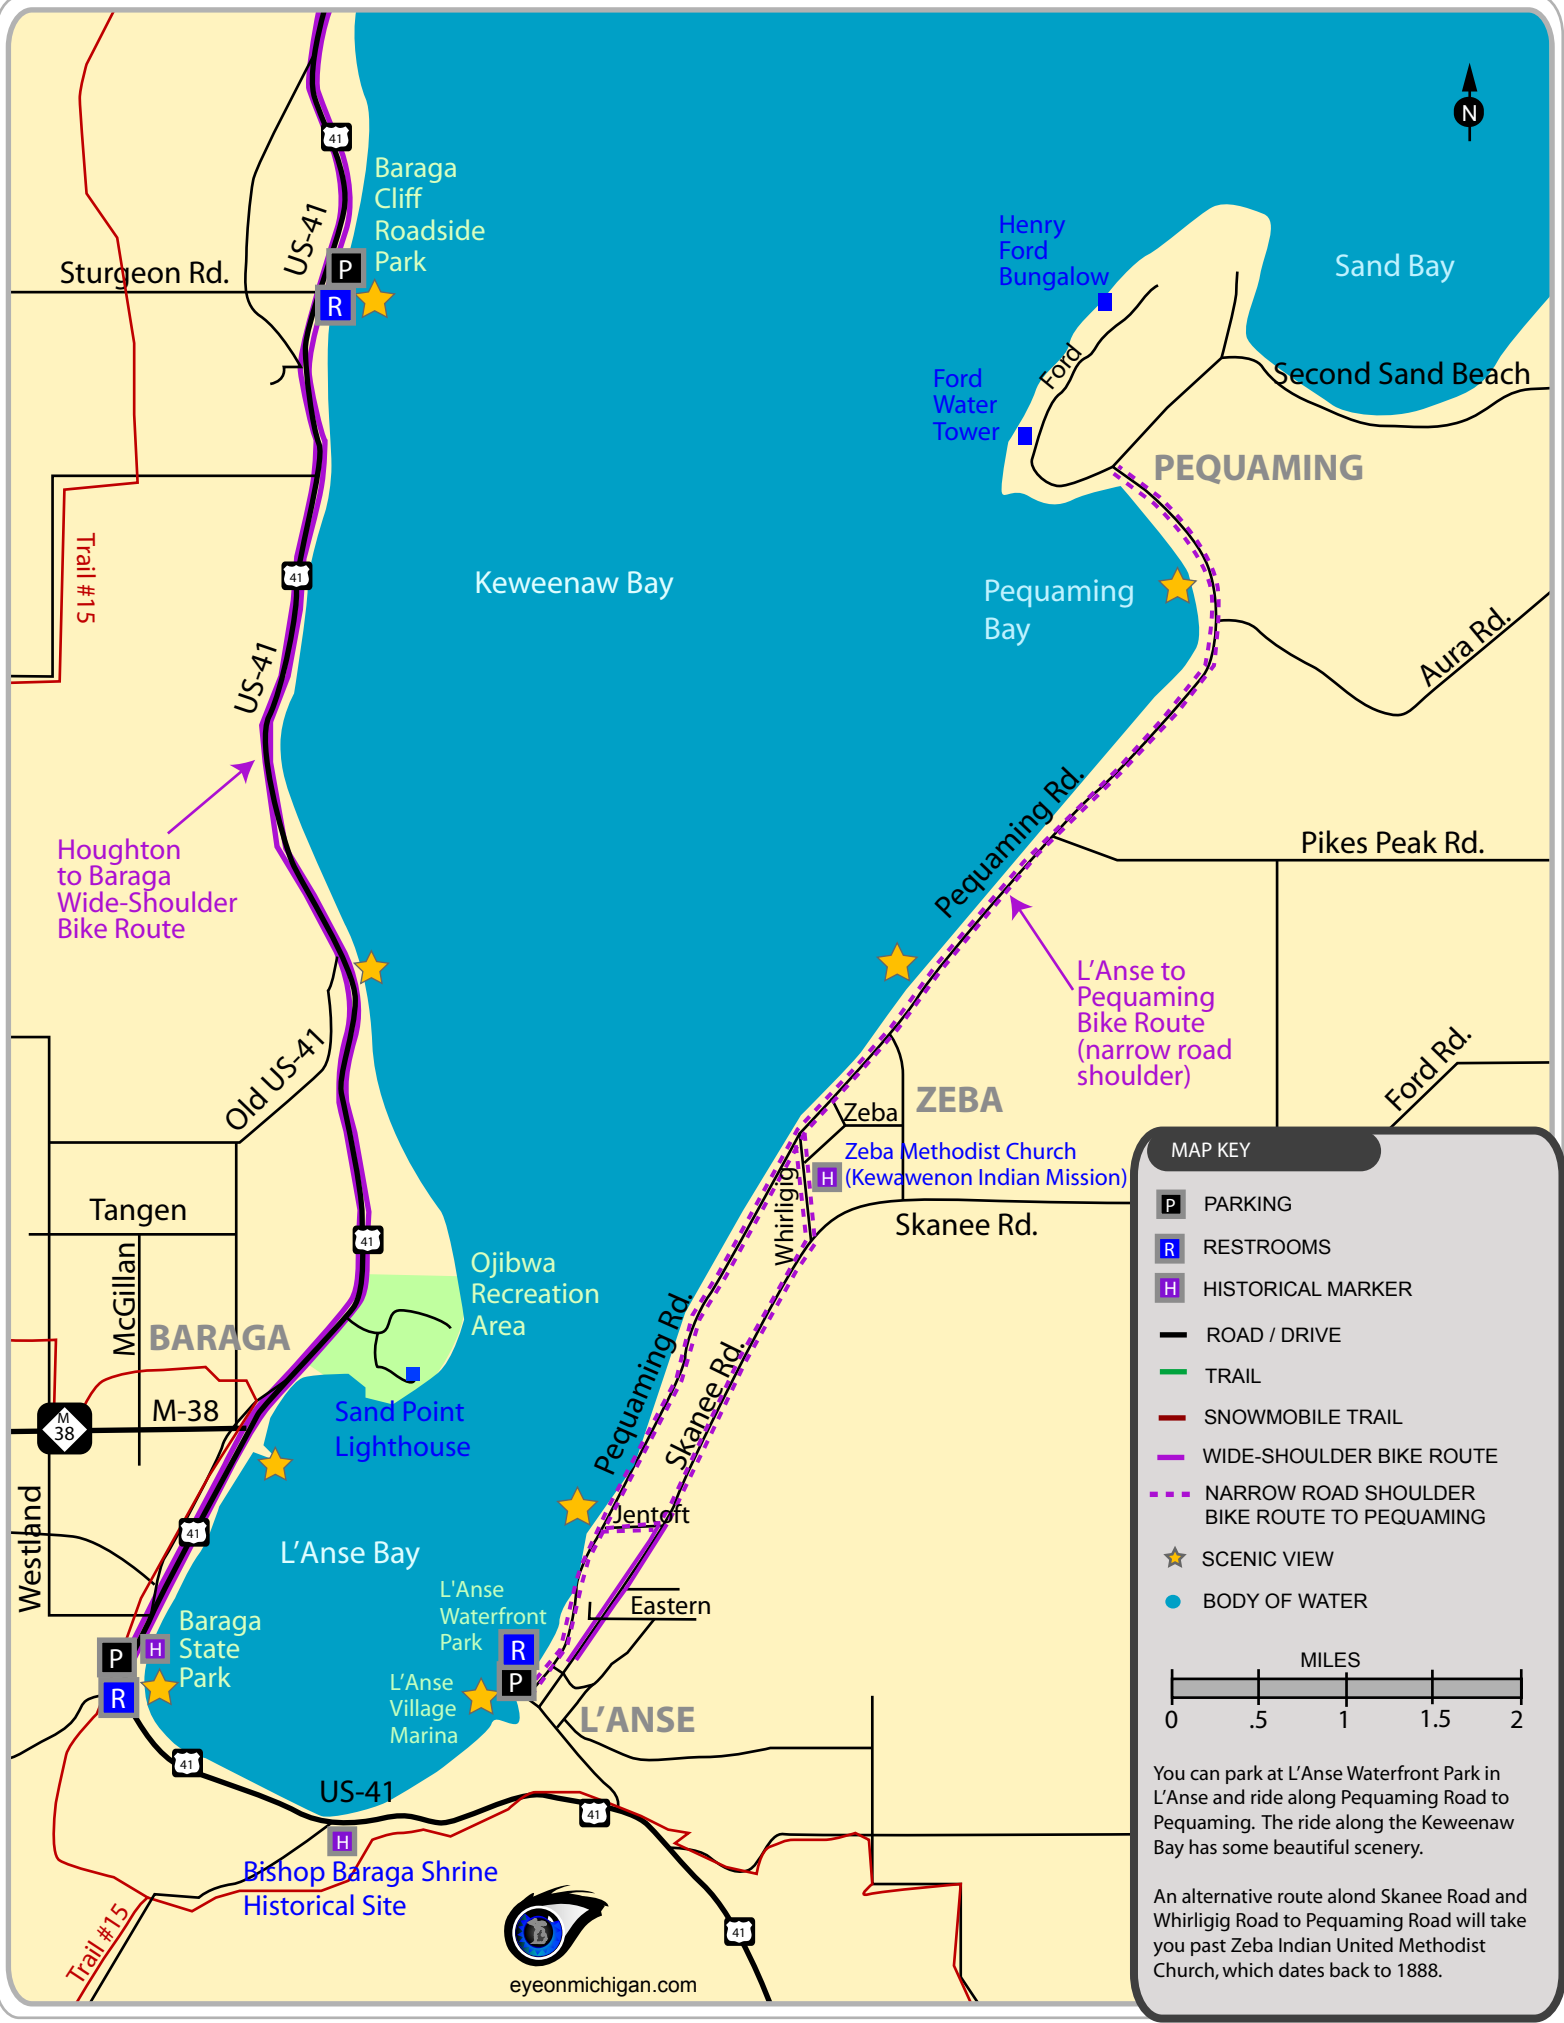 N
41
Baraga
Cliff
Roadside
Park
US-41
P
R
Sturgeon Rd.
Henry
Ford
Bungalow
Sand Bay
Ford
Second Sand Beach
Ford
Water
Tower
PEQUAMING
Trail #15
41
Keweenaw Bay
Pequaming
Bay
Aura Rd.
US-41
Pequaming Rd.
Pikes Peak Rd.
Houghton
to Baraga
Wide-Shoulder
Bike Route
L'Anse to
Pequaming
Bike Route
(narrow road
shoulder)
Old US-41
Ford Rd.
ZEBA
Zeba
Zeba Methodist Church
(Kewawenon Indian Mission)
H
Whirligig
Skanee Rd.
Tangen
McGillan
41
Ojibwa
Recreation
Area
BARAGA
Pequaming Rd.
Skanee Rd.
M-38
M
38
Sand Point
Lighthouse
Westland
41
L'Anse Bay
Jentoft
L'Anse
Waterfront
Park
R
P
Eastern
Baraga
State
Park
P
H
R
L'Anse
Village
Marina
L'ANSE
41
US-41
41
H
Bishop Baraga Shrine
Historical Site
Trail #15
41
eyeonmichigan.com
MAP KEY
P PARKING
R RESTROOMS
H HISTORICAL MARKER
ROAD / DRIVE
TRAIL
SNOWMOBILE TRAIL
WIDE-SHOULDER BIKE ROUTE
NARROW ROAD SHOULDER
BIKE ROUTE TO PEQUAMING
SCENIC VIEW
BODY OF WATER
MILES
0 .5 1 1.5 2
You can park at L'Anse Waterfront Park in
L'Anse and ride along Pequaming Road to
Pequaming. The ride along the Keweenaw
Bay has some beautiful scenery.
An alternative route alond Skanee Road and
Whirligig Road to Pequaming Road will take
you past Zeba Indian United Methodist
Church, which dates back to 1888.